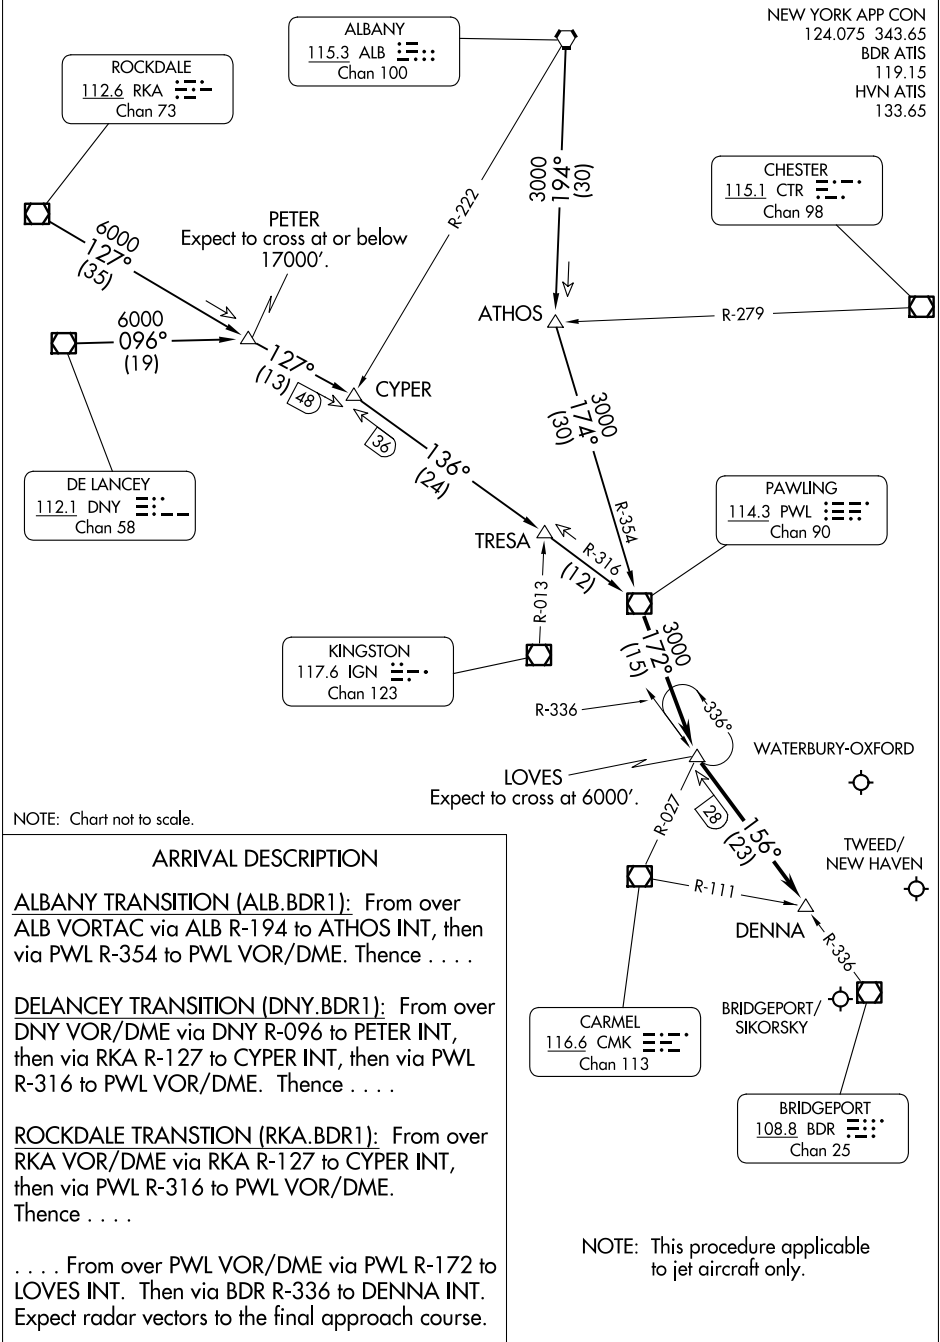 NEW YORK APP CON
124.075 343.65
BDR ATIS
119.15
HVN ATIS
133.65
ALBANY
115.3 ALB
Chan 100
ROCKDALE
112.6 RKA
Chan 73
CHESTER
115.1 CTR
Chan 98
3000
194°
(30)
R-222
PETER
Expect to cross at or below
17000'.
6000
127°
(35)
ATHOS
R-279
6000
096°
(19)
127°
(13)
48
CYPER
36
3000
174°
(30)
136°
(24)
DE LANCEY
112.1 DNY
Chan 58
PAWLING
114.3 PWL
Chan 90
R-354
TRESA
R-316
(12)
R-013
KINGSTON
117.6 IGN
Chan 123
3000
172°
(15)
R-336
336°
WATERBURY-OXFORD
LOVES
Expect to cross at 6000'.
R-027
28
156°
(23)
TWEED/
NEW HAVEN
R-111
DENNA
R-336
BRIDGEPORT/
SIKORSKY
CARMEL
116.6 CMK
Chan 113
BRIDGEPORT
108.8 BDR
Chan 25
NOTE: Chart not to scale.
ARRIVAL DESCRIPTION
ALBANY TRANSITION (ALB.BDR1): From over
ALB VORTAC via ALB R-194 to ATHOS INT, then
via PWL R-354 to PWL VOR/DME. Thence . . . .
DELANCEY TRANSITION (DNY.BDR1): From over
DNY VOR/DME via DNY R-096 to PETER INT,
then via RKA R-127 to CYPER INT, then via PWL
R-316 to PWL VOR/DME. Thence . . . .
ROCKDALE TRANSTION (RKA.BDR1): From over
RKA VOR/DME via RKA R-127 to CYPER INT,
then via PWL R-316 to PWL VOR/DME.
Thence . . . .
. . . . From over PWL VOR/DME via PWL R-172 to
LOVES INT. Then via BDR R-336 to DENNA INT.
Expect radar vectors to the final approach course.
NOTE: This procedure applicable
to jet aircraft only.